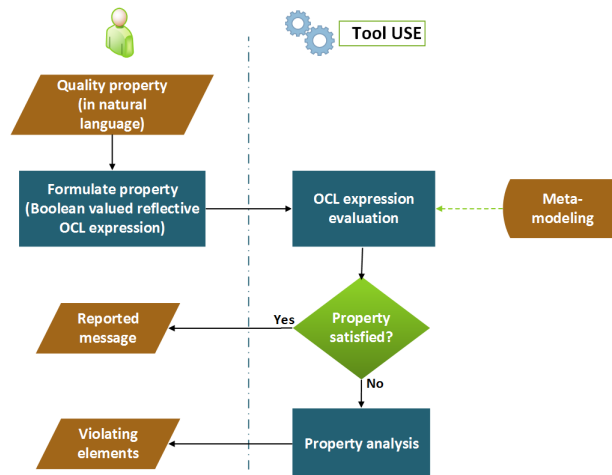 Tool USE
Quality property
(in natural
language)
Formulate property
(Boolean valued reflective
OCL expression)
OCL expression
evaluation
Meta-
modeling
Property
satisfied?
Yes
Reported
message
No
Property analysis
Violating
elements